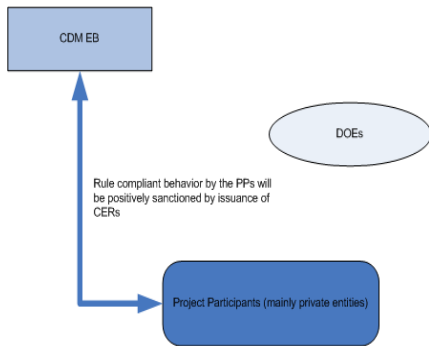 CDM EB
DOEs
Rule compliant behavior by the PPs will
be positively sanctioned by issuance of
CERs
Project Participants (mainly private entities)